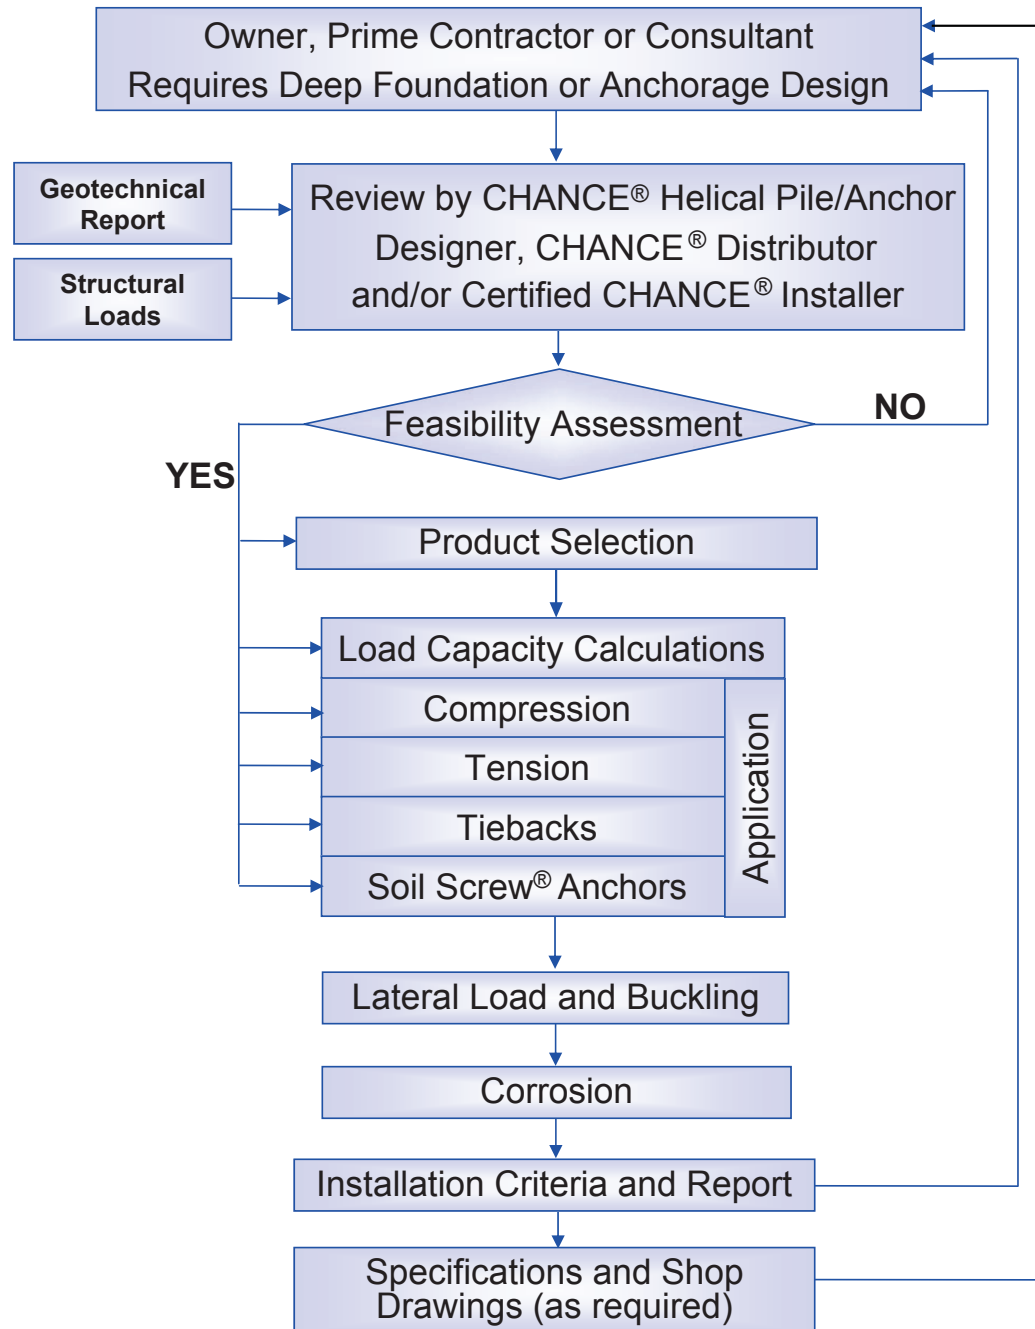 Owner, Prime Contractor or Consultant
Requires Deep Foundation or Anchorage Design
Geotechnical
Report
Review by CHANCE® Helical Pile/Anchor
Designer, CHANCE® Distributor
and/or Certified CHANCE® Installer
Structural
Loads
Feasibility Assessment
NO
YES
Product Selection
Load Capacity Calculations
Compression
Tension
Tiebacks
Soil Screw® Anchors
Application
Lateral Load and Buckling
Corrosion
Installation Criteria and Report
Specifications and Shop
Drawings (as required)